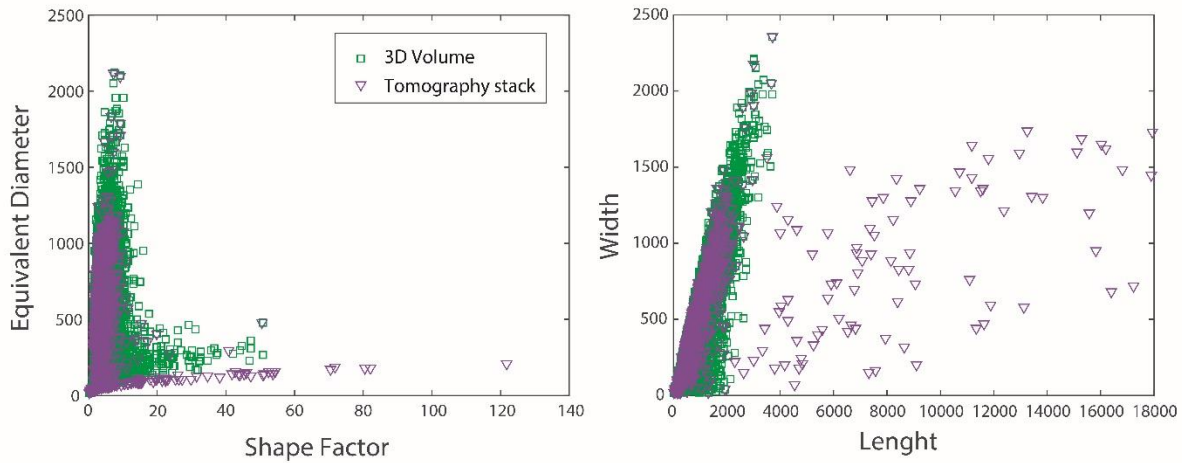 2500
2000
1500
1000
500
0
0 20 40 60 80 100 120 140
Equivalent Diameter
Shape Factor
3D Volume
Tomography stack
2500
2000
1500
1000
500
0
0 2000 4000 6000 8000 10000 12000 14000 16000 18000
Width
Lenght